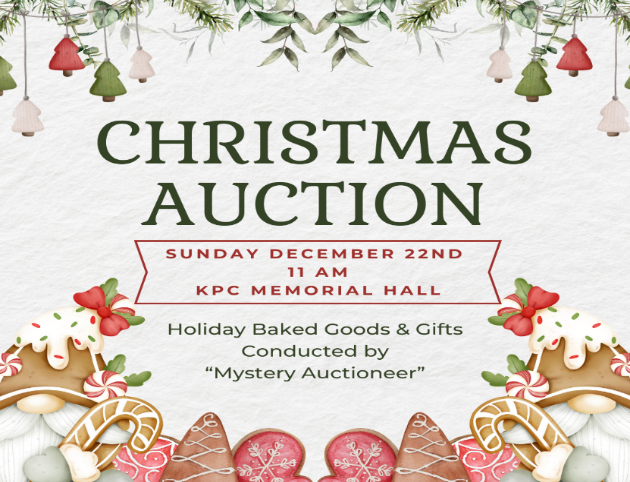 CHRISTMAS
AUCTION
SUNDAY DECEMBER 22ND
11 AM
KPC MEMORIAL HALL
Holiday Baked Goods & Gifts
Conducted by
“Mystery Auctioneer”